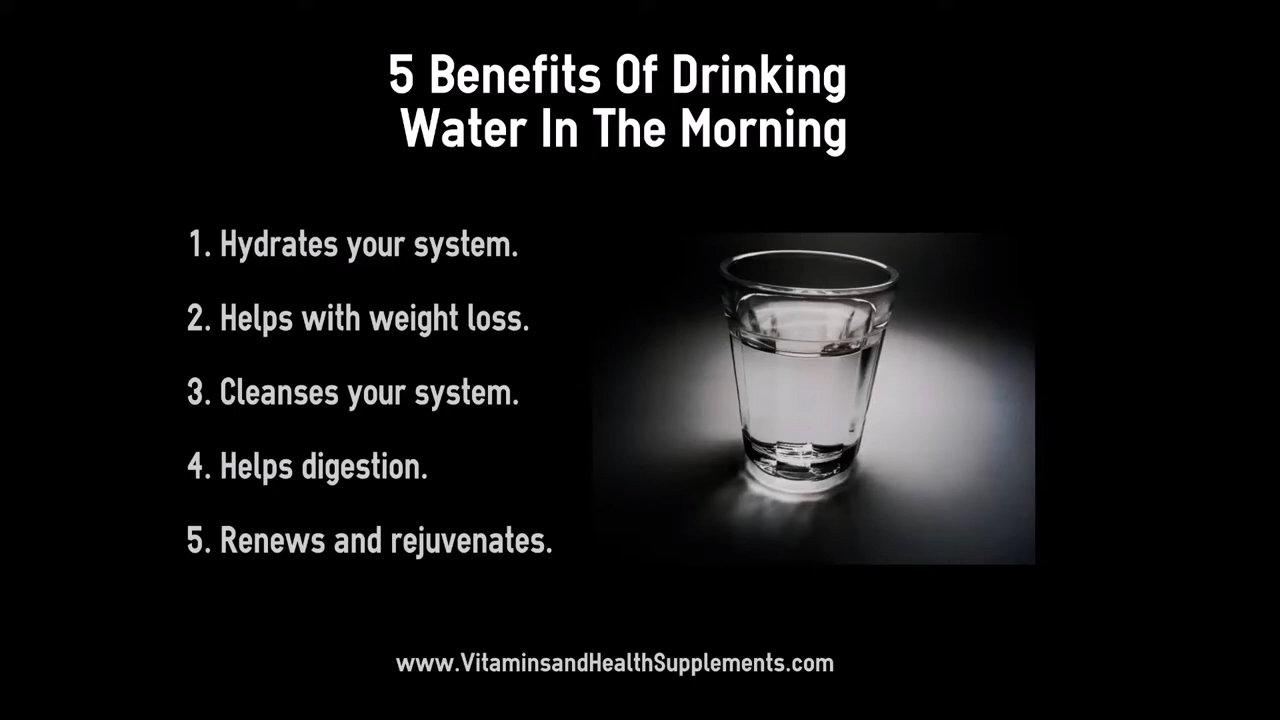 5 Benefits Of Drinking
Water In The Morning
1. Hydrates your system.
2. Helps with weight loss.
3. Cleanses your system.
4. Helps digestion.
5. Renews and rejuvenates.
www.VitaminsandHealthSupplements.com